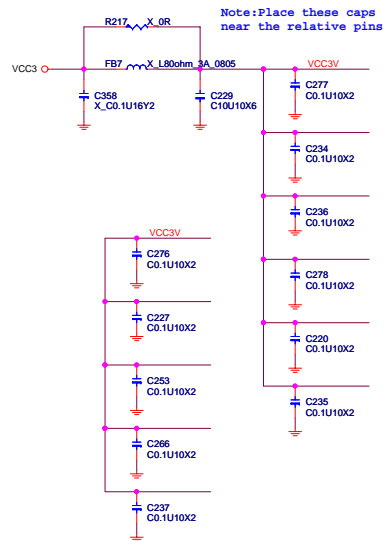 Note:Place these caps
near the relative pins
R217 X_0R
VCC3
FB7 X_L80ohm_3A_0805
VCC3V
C358
X_C0.1U16Y2
C229
C10U10X6
C277
C0.1U10X2
C234
C0.1U10X2
C236
C0.1U10X2
VCC3V
C276
C0.1U10X2
C278
C0.1U10X2
C227
C0.1U10X2
C220
C0.1U10X2
C253
C0.1U10X2
C235
C0.1U10X2
C266
C0.1U10X2
C237
C0.1U10X2